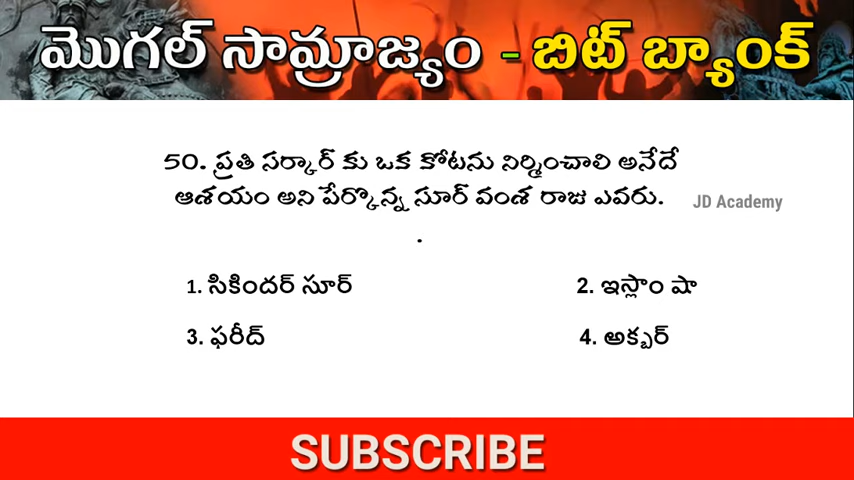 మొగల్ సామ్రాజ్యం - బిట్ బ్యాంక్
50. ప్రతి సర్కార్ కు ఒక కోటను నిర్మించాలి అనేదే
ఆశయం అని పేర్కొన్న సూర్ వంశ రాజు ఎవరు.
JD Academy
.
1. సికిందర్ సూర్
2. ఇస్లాం షా
3. ఫరీద్
4. అక్బర్
SUBSCRIBE